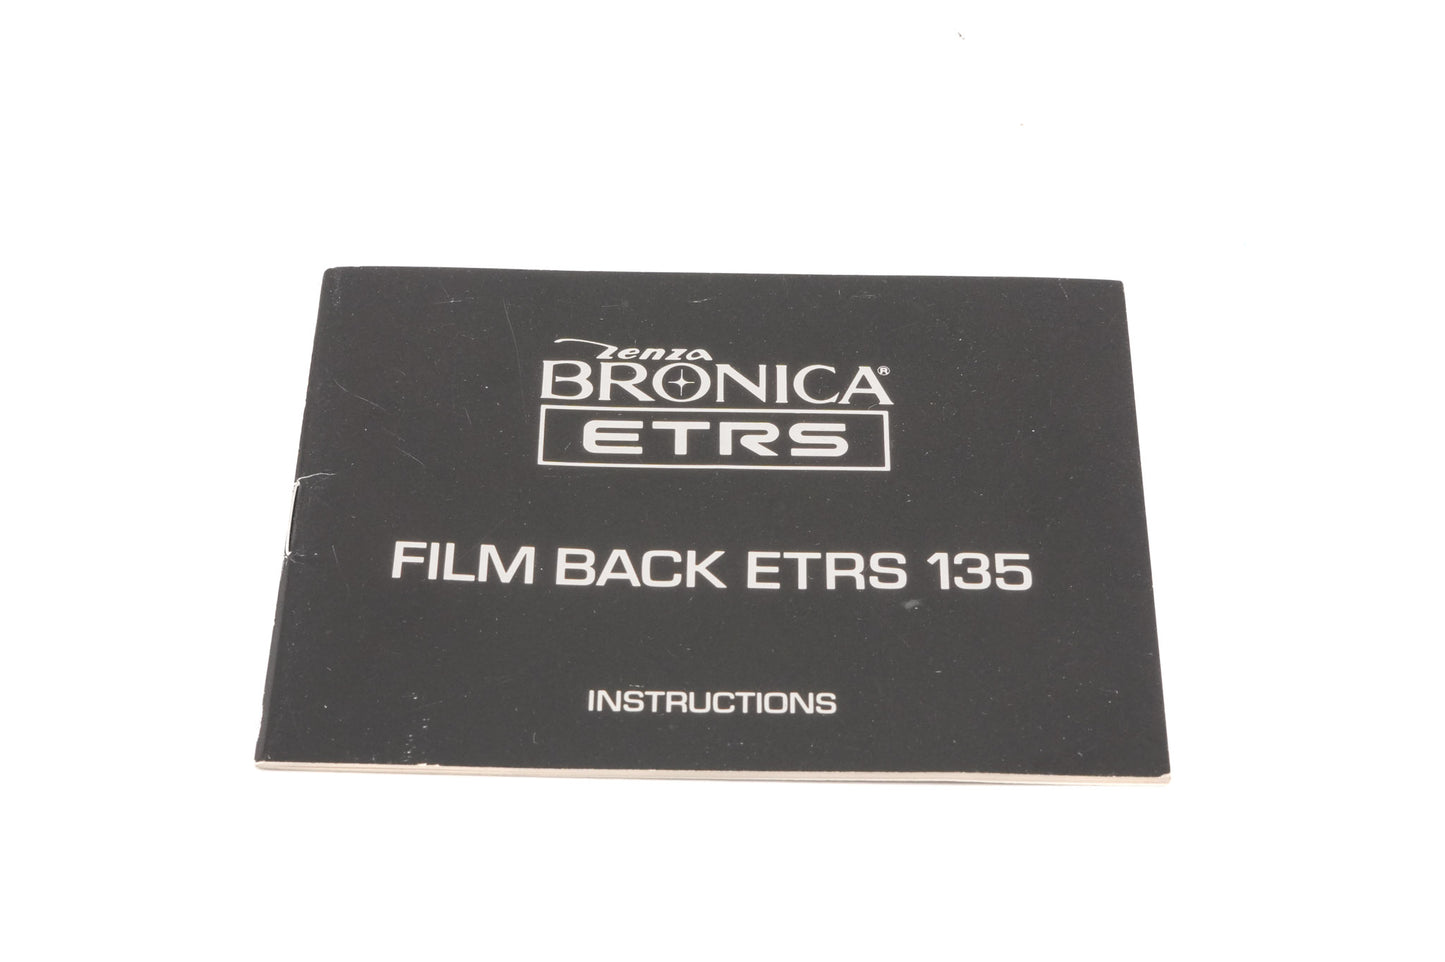 Zenza
BRONICA®
ETRS
FILM BACK ETRS 135
INSTRUCTIONS